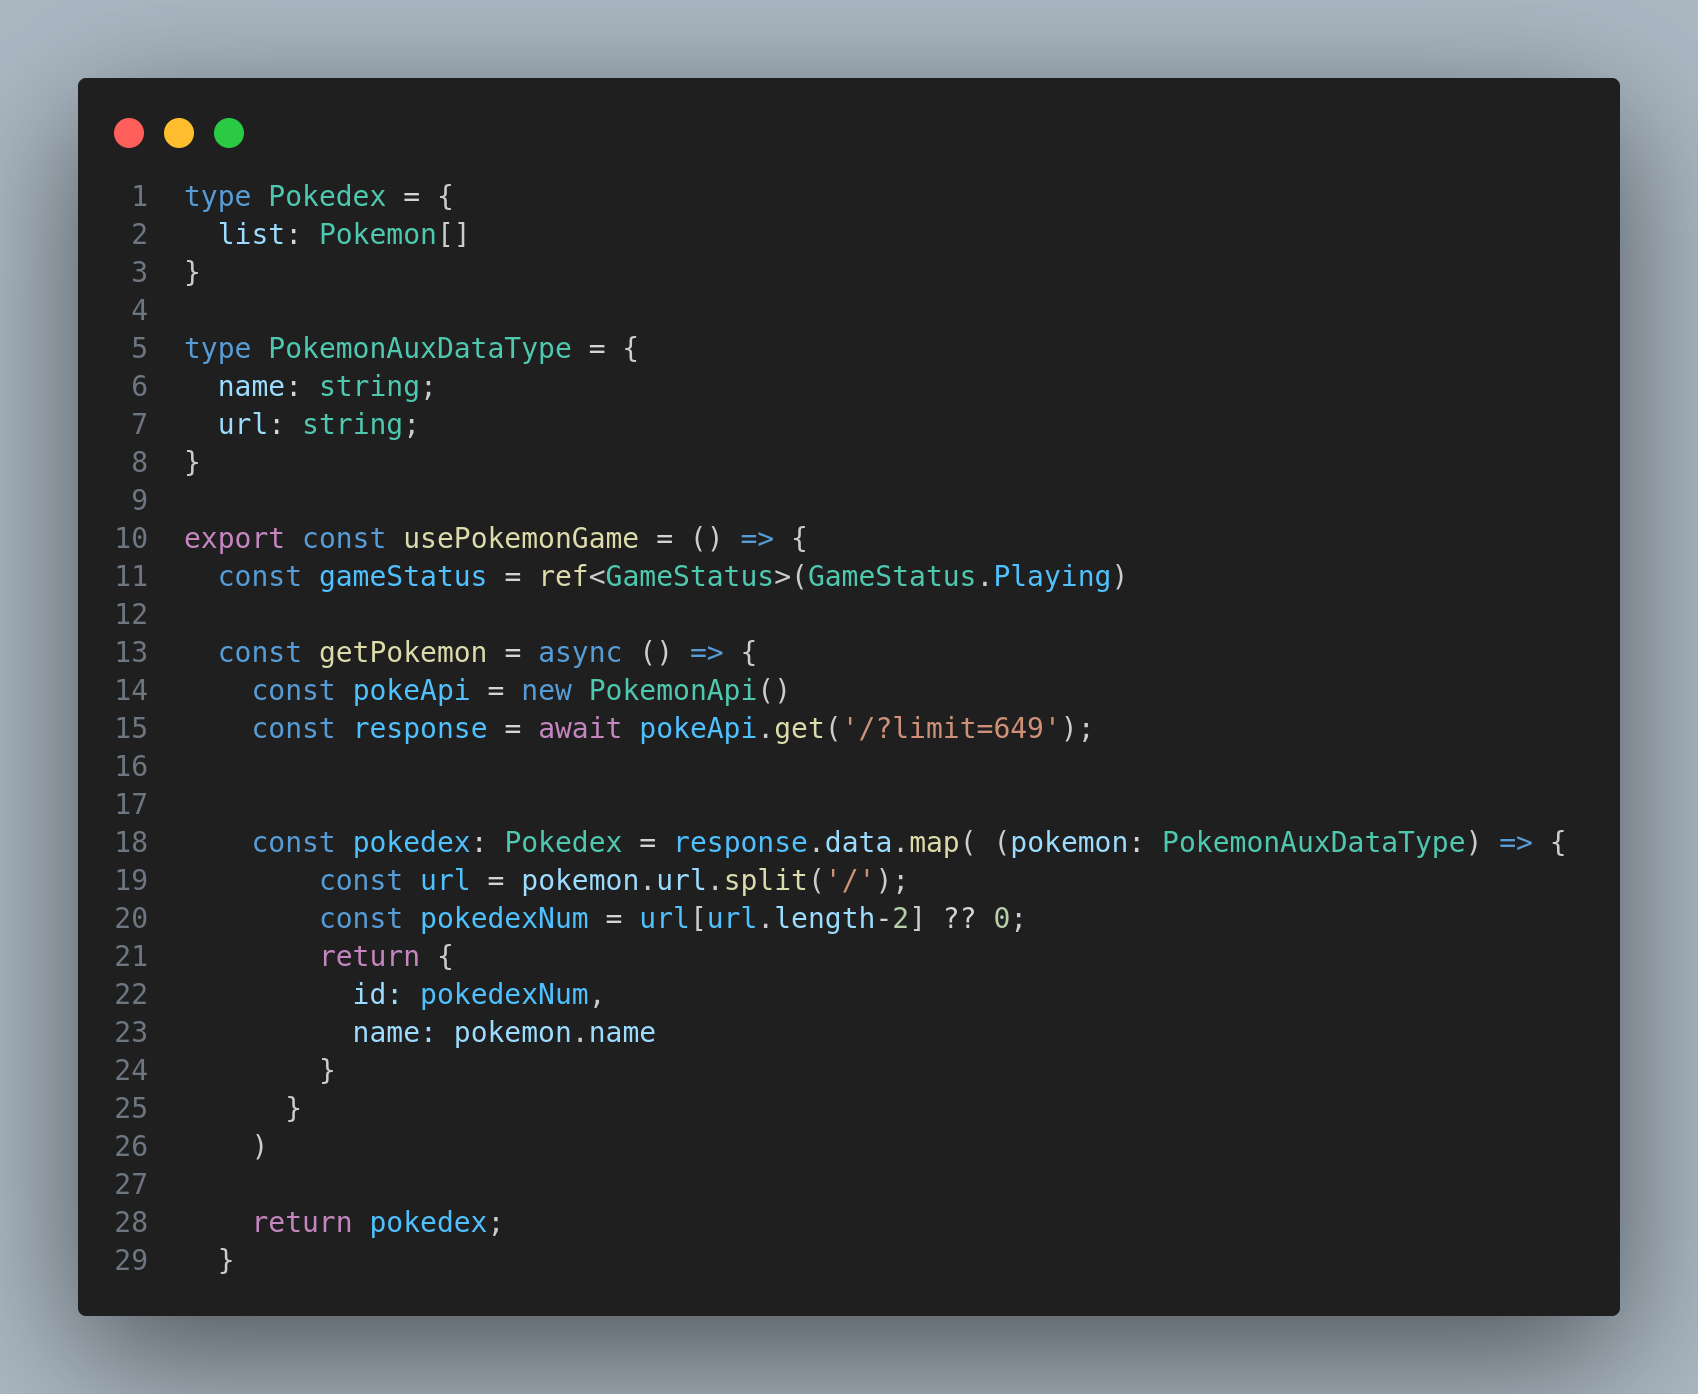 1 type Pokedex = {
2   list: Pokemon[]
3 }
4
5 type PokemonAuxDataType = {
6   name: string;
7   url: string;
8 }
9
10 export const usePokemonGame = () => {
11   const gameStatus = ref<GameStatus>(GameStatus.Playing)
12
13   const getPokemon = async () => {
14     const pokeApi = new PokemonApi()
15     const response = await pokeApi.get('/?limit=649');
16
17
18     const pokedex: Pokedex = response.data.map( (pokemon: PokemonAuxDataType) => {
19         const url = pokemon.url.split('/');
20         const pokedexNum = url[url.length-2] ?? 0;
21         return {
22           id: pokedexNum,
23           name: pokemon.name
24         }
25       }
26     )
27
28     return pokedex;
29   }